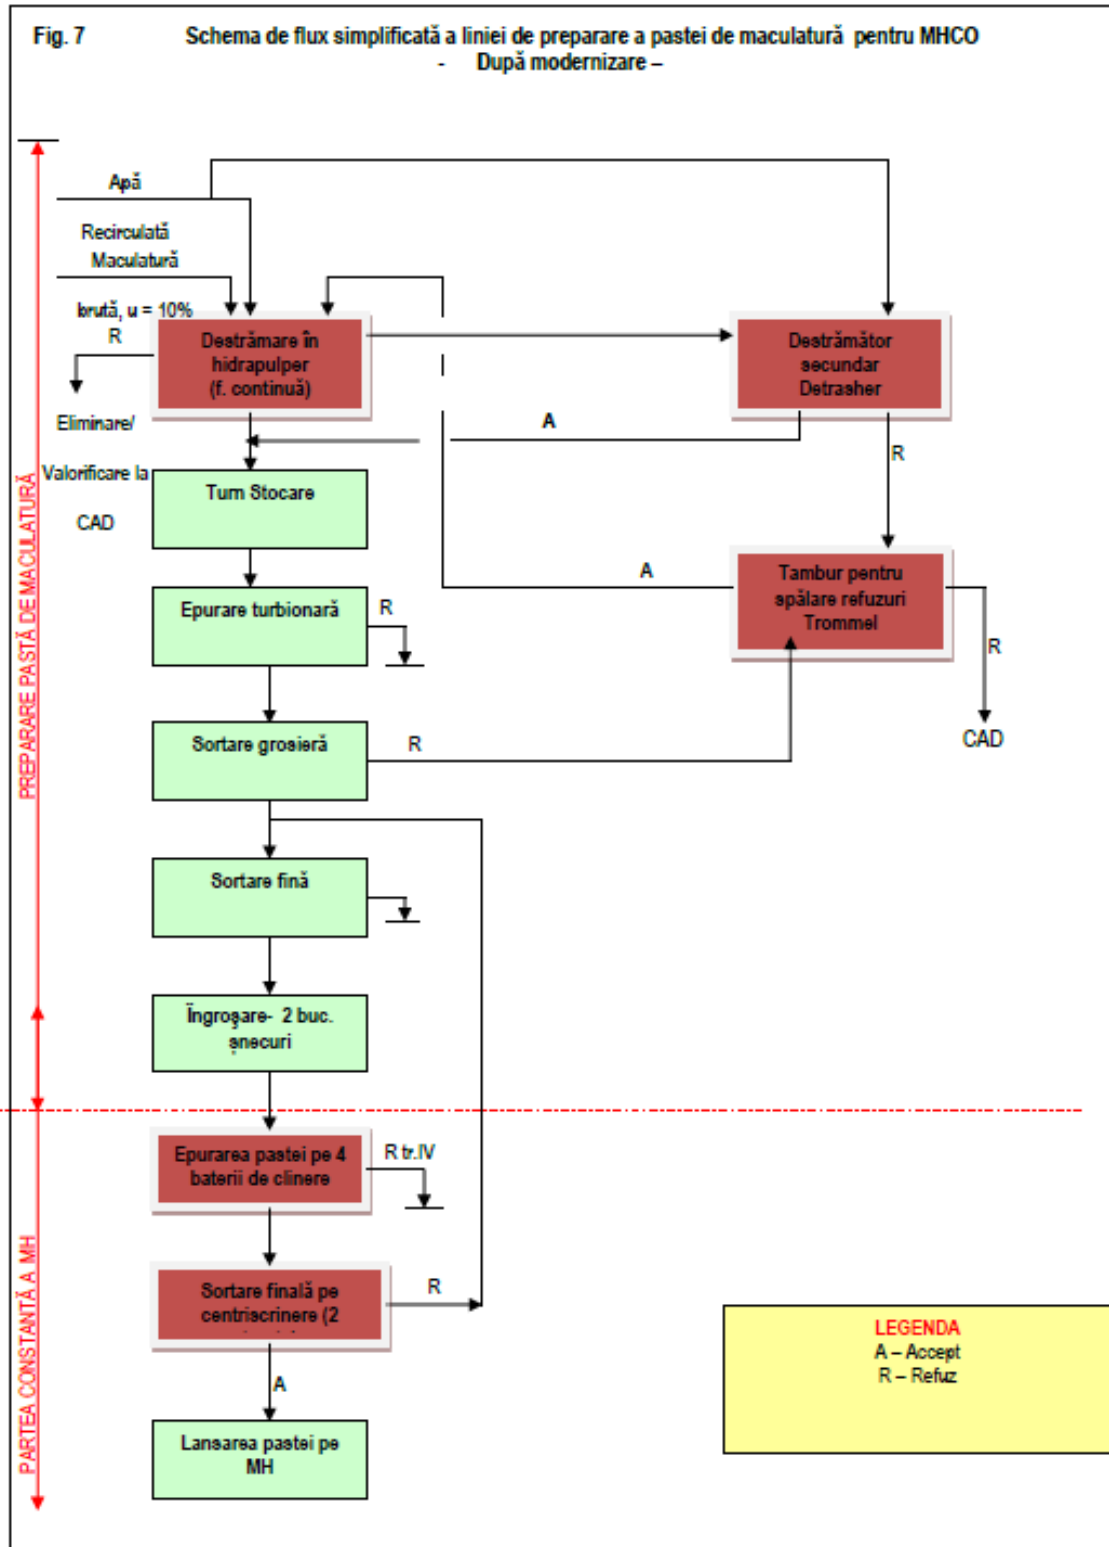 Fig. 7
Schema de flux simplificată a liniei de preparare a pastei de maculatură pentru MHCO
- După modernizare –
Apă
Recirculată
Maculatură
brută, u = 10%
R
Eliminare/
Valorificare la
CAD
Destrămare în
hidrapulper
(f. continuă)
Destrămător
secundar
Detrasher
A
R
Turn Stocare
Epurare turbionară
R
A
Tambur pentru
spălare refuzuri
Trommel
R
CAD
Sortare grosieră
R
Sortare fină
Îngroșare- 2 buc.
șnecuri
PREPARARE PASTĂ DE MACULATURĂ
Epurarea pastei pe 4
baterii de clinere
R tr.IV
Sortare finală pe
centriscrinere (2
R
A
Lansarea pastei pe
MH
PARTEA CONSTANTĂ A MH
LEGENDA
A – Accept
R – Refuz